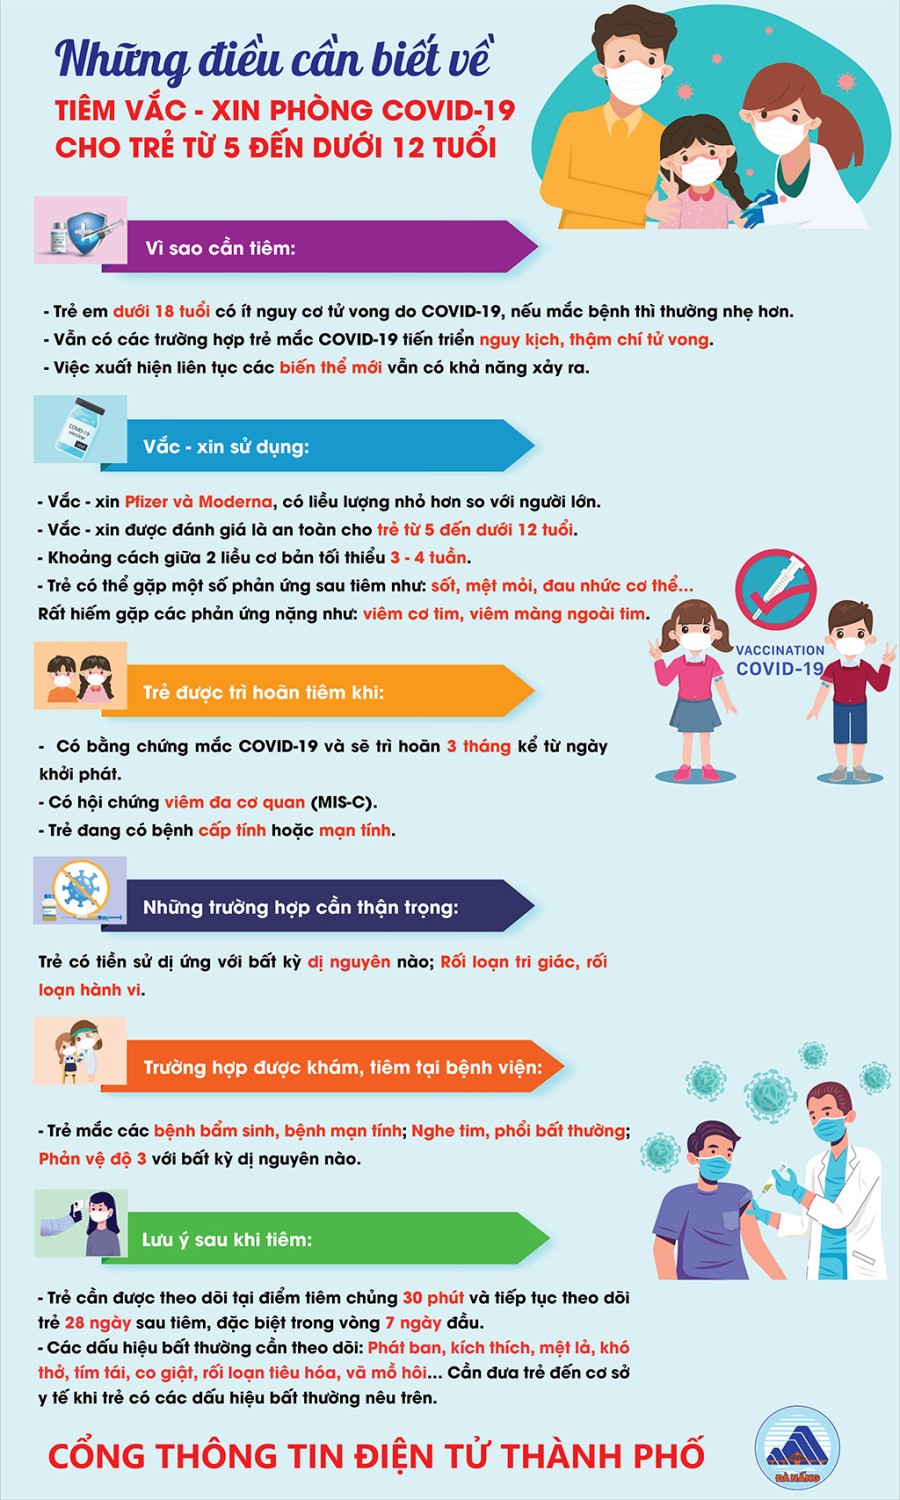 Những điều cần biết về
TIÊM VẮC - XIN PHÒNG COVID-19
CHO TRẺ TỪ 5 ĐẾN DƯỚI 12 TUỔI
Vì sao cần tiêm:
- Trẻ em dưới 18 tuổi có ít nguy cơ tử vong do COVID-19, nếu mắc bệnh thì thường nhẹ hơn.
- Vẫn có các trường hợp trẻ mắc COVID-19 tiến triển nguy kịch, thậm chí tử vong.
- Việc xuất hiện liên tục các biến thể mới vẫn có khả năng xảy ra.
COVID-19
vaccine
Vắc - xin sử dụng:
- Vắc - xin Pfizer và Moderna, có liều lượng nhỏ hơn so với người lớn.
- Vắc - xin được đánh giá là an toàn cho trẻ từ 5 đến dưới 12 tuổi.
- Khoảng cách giữa 2 liều cơ bản tối thiểu 3 - 4 tuần.
- Trẻ có thể gặp một số phản ứng sau tiêm như: sốt, mệt mỏi, đau nhức cơ thể...
Rất hiếm gặp các phản ứng nặng như: viêm cơ tim, viêm màng ngoài tim.
VACCINATION
COVID-19
Trẻ được trì hoãn tiêm khi:
- Có bằng chứng mắc COVID-19 và sẽ trì hoãn 3 tháng kể từ ngày
khởi phát.
- Có hội chứng viêm đa cơ quan (MIS-C).
- Trẻ đang có bệnh cấp tính hoặc mạn tính.
Những trường hợp cần thận trọng:
Trẻ có tiền sử dị ứng với bất kỳ dị nguyên nào; Rối loạn tri giác, rối
loạn hành vi.
Trường hợp được khám, tiêm tại bệnh viện:
- Trẻ mắc các bệnh bẩm sinh, bệnh mạn tính; Nghe tim, phổi bất thường;
Phản vệ độ 3 với bất kỳ dị nguyên nào.
Lưu ý sau khi tiêm:
- Trẻ cần được theo dõi tại điểm tiêm chủng 30 phút và tiếp tục theo dõi
trẻ 28 ngày sau tiêm, đặc biệt trong vòng 7 ngày đầu.
- Các dấu hiệu bất thường cần theo dõi: Phát ban, kích thích, mệt lả, khó
thở, tím tái, co giật, rối loạn tiêu hóa, vã mồ hôi... Cần đưa trẻ đến cơ sở
y tế khi trẻ có các dấu hiệu bất thường nêu trên.
CỔNG THÔNG TIN ĐIỆN TỬ THÀNH PHỐ
ĐÀ NẴNG